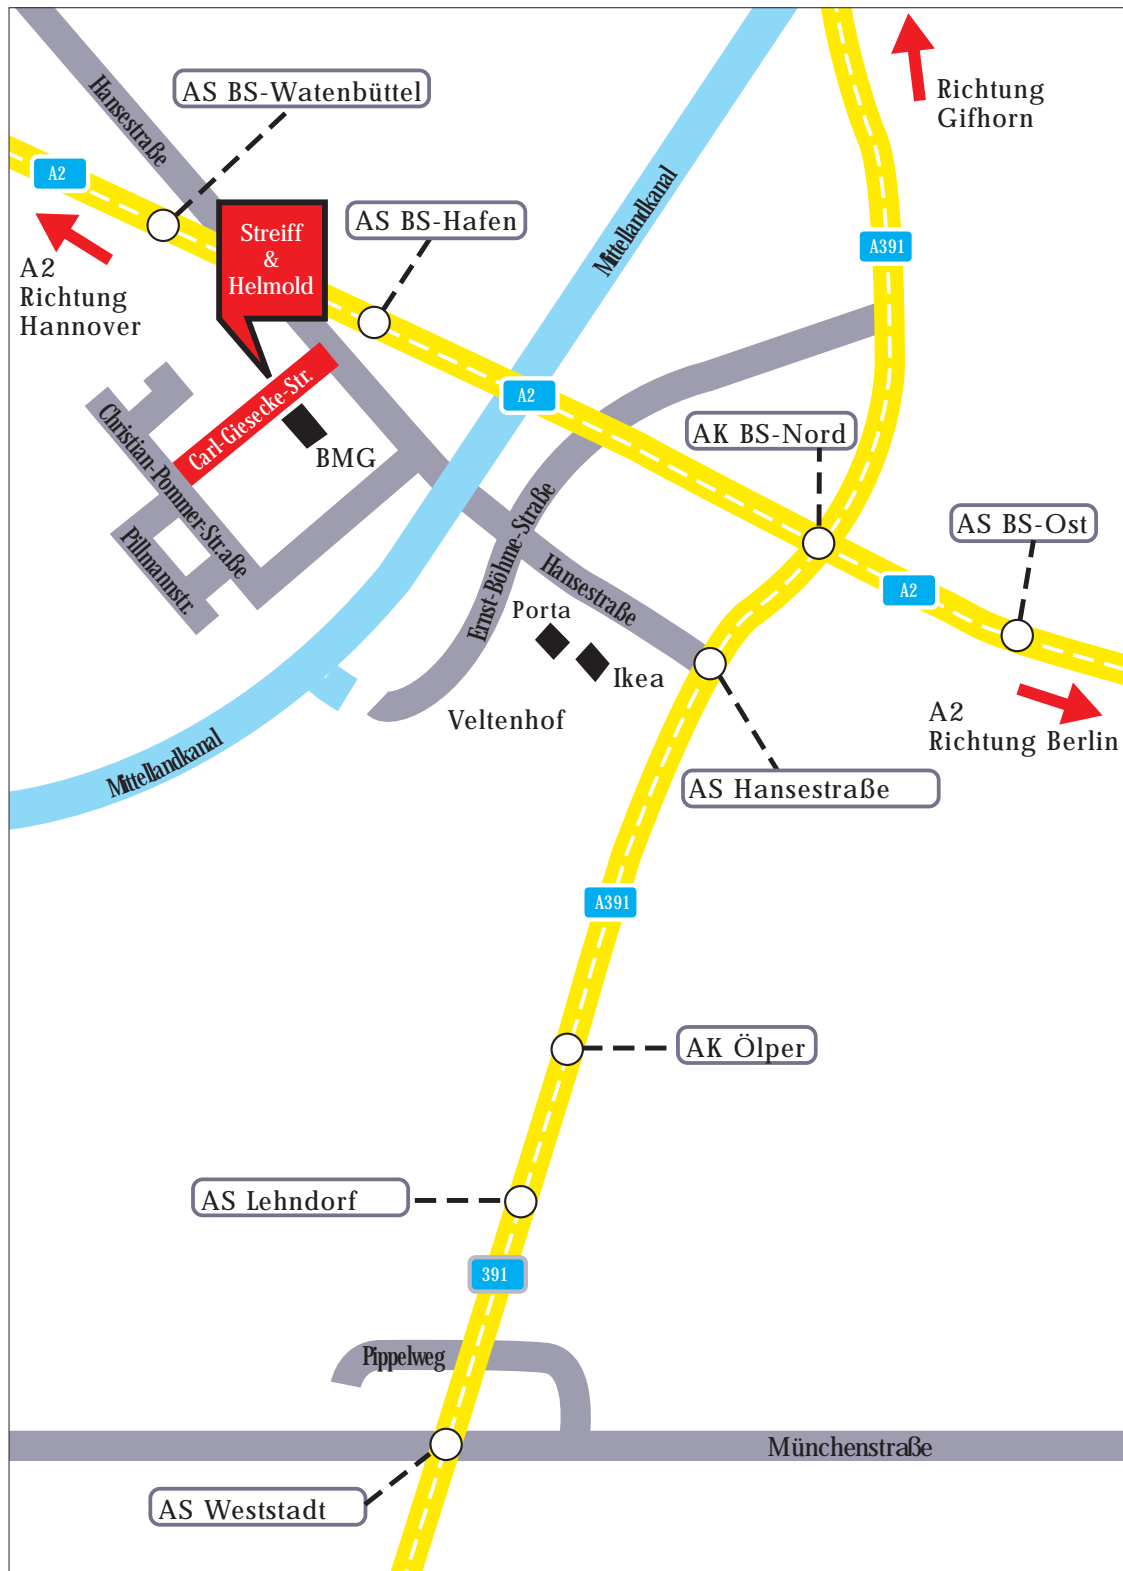 Hansestraße
AS BS-Watenbüttel
Richtung
Gifhorn
A2
Mittellandkanal
AS BS-Hafen
Streiff
&
Helmold
A391
A2
Richtung
Hannover
Carl-Giesecke-Str.
A2
Christian-Pommer-Str.aße
BMG
AK BS-Nord
AS BS-Ost
Pillmannstr.
Ernst-Böhme-Straße
Hansestraße
A2
Porta
Ikea
Veltenhof
A2
Richtung Berlin
Mittellandkanal
AS Hansestraße
A391
AK Ölper
AS Lehndorf
391
Pippelweg
Münchenstraße
AS Weststadt